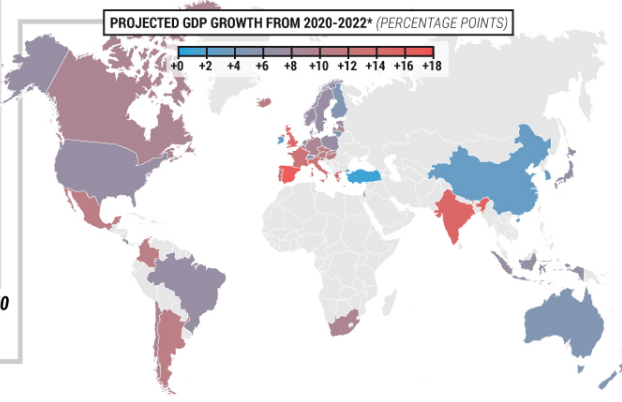 PROJECTED GDP GROWTH FROM 2020-2022* (PERCENTAGE POINTS)
+0 +2 +4 +6 +8 +10 +12 +14 +16 +18
0